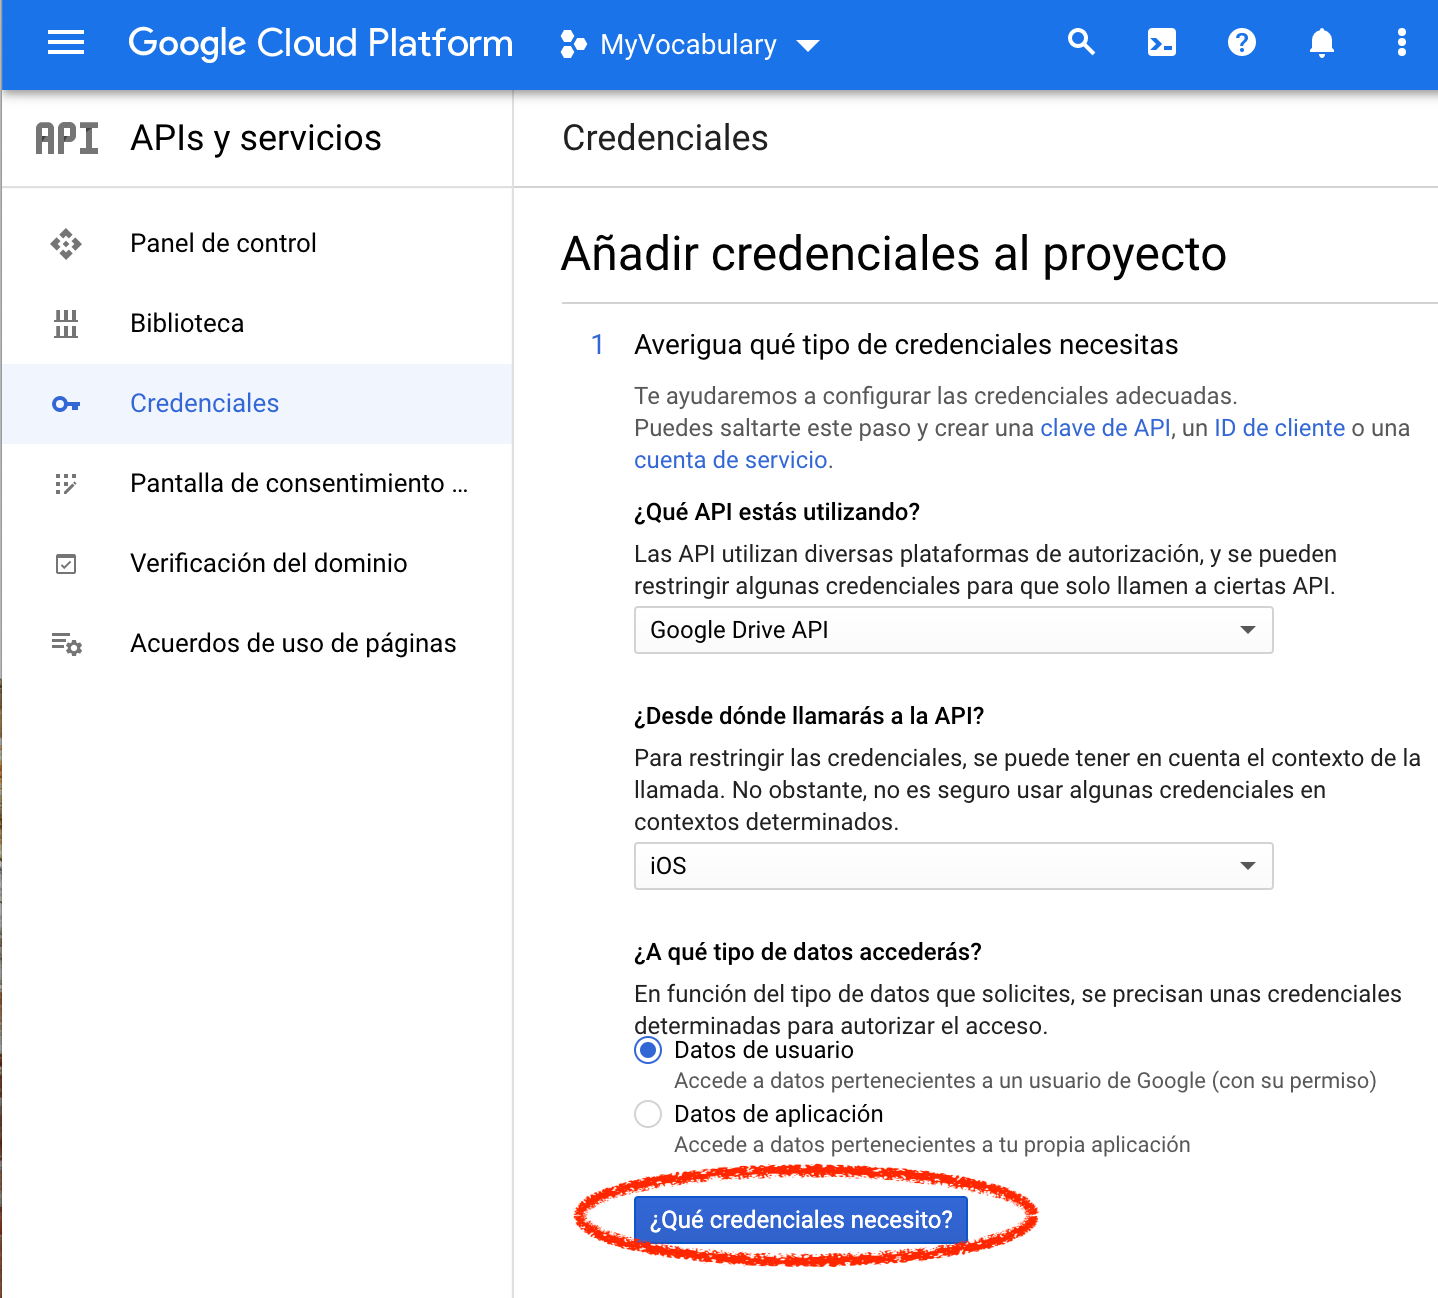 Google Cloud Platform
MyVocabulary
API
APIs y servicios
Credenciales
Panel de control
Biblioteca
Credenciales
Pantalla de consentimiento ...
Verificación del dominio
Acuerdos de uso de páginas
Añadir credenciales al proyecto
1 Averigua qué tipo de credenciales necesitas
Te ayudaremos a configurar las credenciales adecuadas.
Puedes saltarte este paso y crear una clave de API, un ID de cliente o una
cuenta de servicio.
¿Qué API estás utilizando?
Las API utilizan diversas plataformas de autorización, y se pueden
restringir algunas credenciales para que solo llamen a ciertas API.
Google Drive API
¿Desde dónde llamarás a la API?
Para restringir las credenciales, se puede tener en cuenta el contexto de la
llamada. No obstante, no es seguro usar algunas credenciales en
contextos determinados.
iOS
¿A qué tipo de datos accederás?
En función del tipo de datos que solicites, se precisan unas credenciales
determinadas para autorizar el acceso.
Datos de usuario
Accede a datos pertenecientes a un usuario de Google (con su permiso)
Datos de aplicación
Accede a datos pertenecientes a tu propia aplicación
¿Qué credenciales necesito?